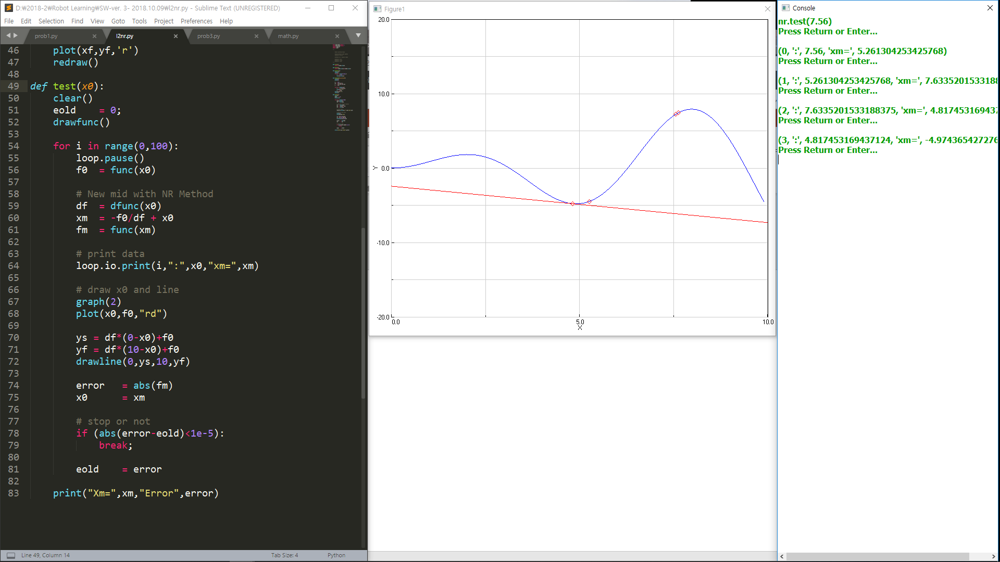 D:₩2018-2₩Robot Learning₩SW-ver. 3- 2018.10.09₩l2nr.py - Sublime Text (UNREGISTERED)
File Edit Selection Find View Goto Tools Project Preferences Help
prob1.py l2nr.py prob3.py math.py
46 plot(xf,yf,'r')
47 redraw()
48
49 def test(x0):
50 clear()
51 eold = 0;
52 drawfunc()
53
54 for i in range(0,100):
55 loop.pause()
56 f0 = func(x0)
57
58 # New mid with NR Method
59 df = dfunc(x0)
60 xm = -f0/df + x0
61 fm = func(xm)
62
63 # print data
64 loop.io.print(i,":",x0,"xm=",xm)
65
66 # draw x0 and line
67 graph(2)
68 plot(x0,f0,"rd")
69
70 ys = df*(0-x0)+f0
71 yf = df*(10-x0)+f0
72 drawline(0,ys,10,yf)
73
74 error = abs(fm)
75 x0 = xm
76
77 # stop or not
78 if (abs(error-eold)<1e-5):
79 break;
80
81 eold = error
82
83 print("Xm=",xm,"Error",error)
Line 49, Column 14 Tab Size: 4 Python
Figure1
20.0
10.0
Y 0.0
-10.0
-20.0
0.0 5.0 10.0
X
Console
nr.test(7.56)
Press Return or Enter...
(0, ':', 7.56, 'xm=', 5.261304253425768)
Press Return or Enter...
(1, ':', 5.261304253425768, 'xm=', 7.633520153318
Press Return or Enter...
(2, ':', 7.6335201533188375, 'xm=', 4.81745316943
Press Return or Enter...
(3, ':', 4.817453169437124, 'xm=', -4.974365427276
Press Return or Enter...